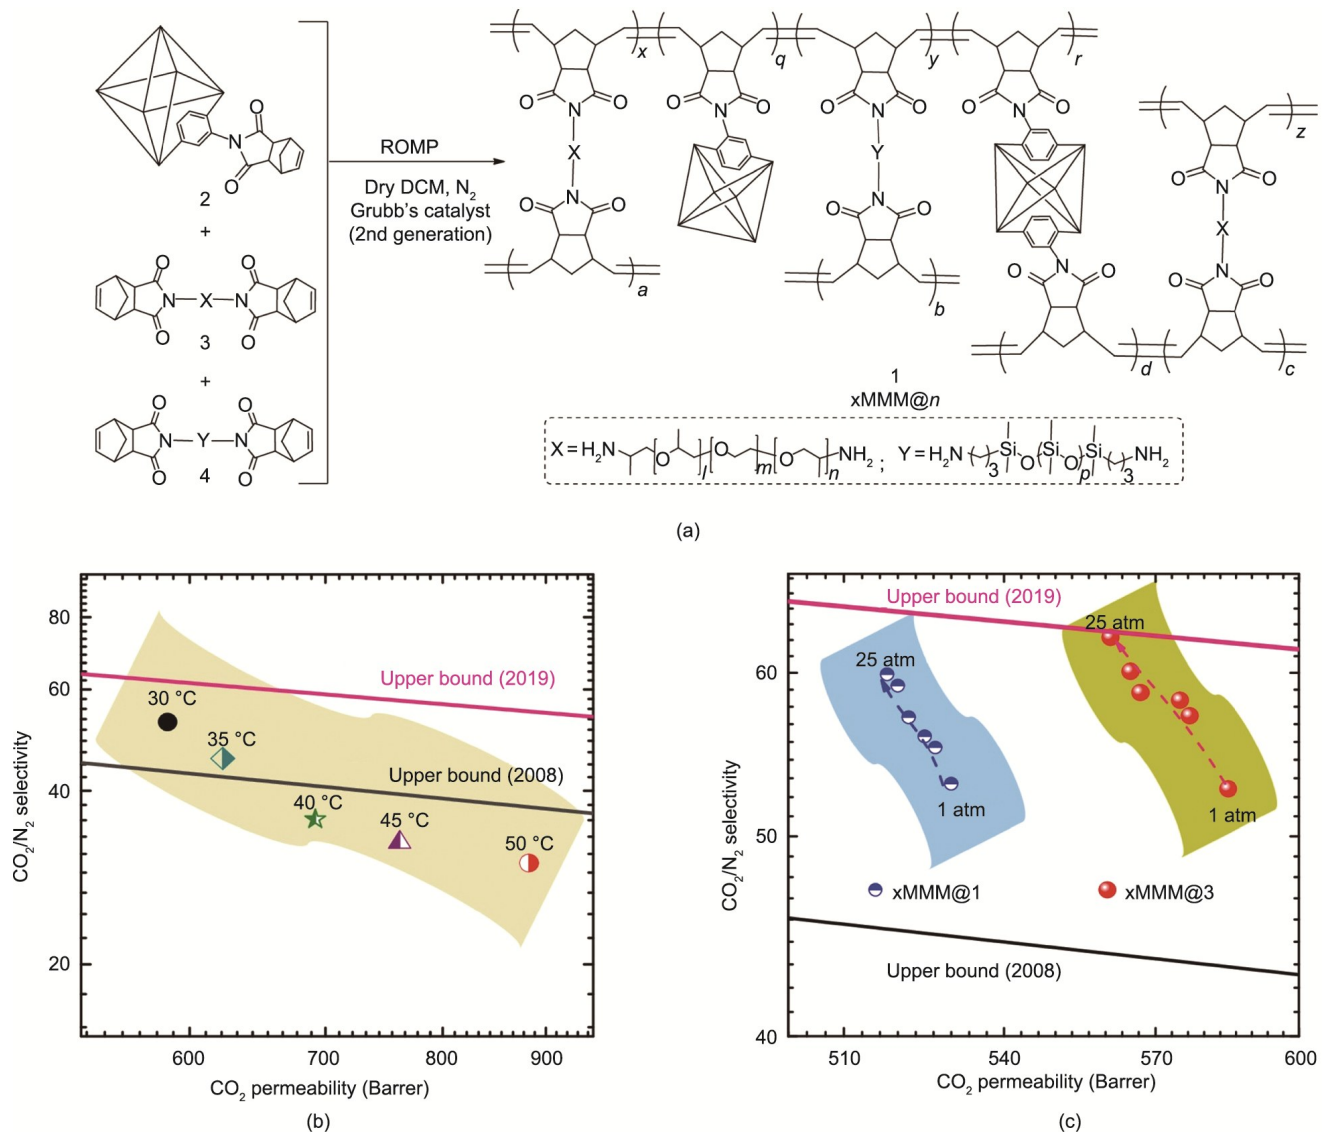 O
N
O
2
+
O
O
N
X
N
O
O
3
+
O
O
N
Y
N
O
O
4
ROMP
Dry DCM, N2
Grubb's catalyst
(2nd generation)
x
q
y
r
O N O
O N O
O N O
O N O
X
Y
N
O O
N
O O
N
O O
a
b
d
c
z
O N O
X
N
O O
1
xMMM@n
X = H2N O l O m O n NH2 ; Y = H2N 3 Si O Si O p Si 3 NH2
(a)
80
60
40
20
CO2/N2 selectivity
Upper bound (2019)
30 °C
35 °C
Upper bound (2008)
40 °C
45 °C
50 °C
600
700
800
900
CO2 permeability (Barrer)
(b)
60
50
40
CO2/N2 selectivity
Upper bound (2019)
25 atm
25 atm
1 atm
1 atm
xMMM@1
xMMM@3
Upper bound (2008)
510
540
570
600
CO2 permeability (Barrer)
(c)